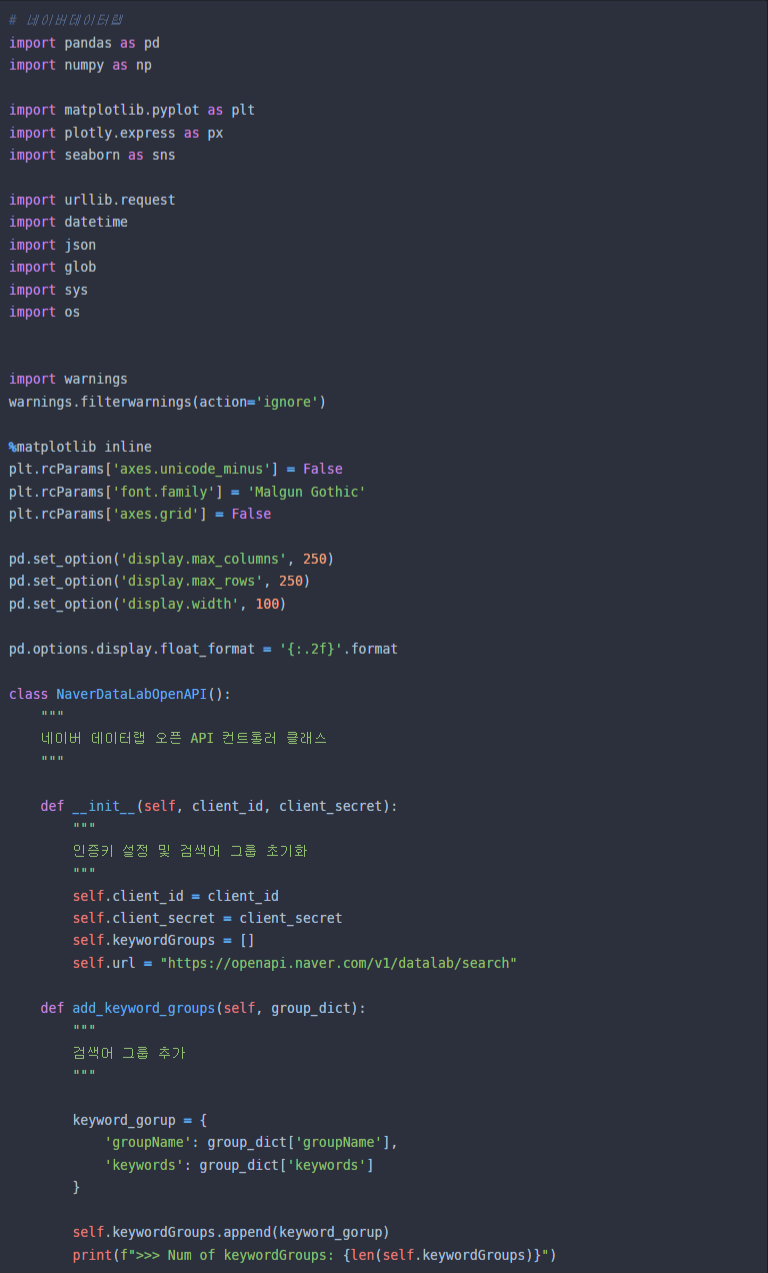 # 네이버데이터랩
import pandas as pd
import numpy as np
import matplotlib.pyplot as plt
import plotly.express as px
import seaborn as sns
import urllib.request
import datetime
import json
import glob
import sys
import os
import warnings
warnings.filterwarnings(action='ignore')
%matplotlib inline
plt.rcParams['axes.unicode_minus'] = False
plt.rcParams['font.family'] = 'Malgun Gothic'
plt.rcParams['axes.grid'] = False
pd.set_option('display.max_columns', 250)
pd.set_option('display.max_rows', 250)
pd.set_option('display.width', 100)
pd.options.display.float_format = '{:.2f}'.format
class NaverDataLabOpenAPI():
    """
    네이버 데이터랩 오픈 API 컨트롤러 클래스
    """
    def __init__(self, client_id, client_secret):
        """
        인증키 설정 및 검색어 그룹 초기화
        """
        self.client_id = client_id
        self.client_secret = client_secret
        self.keywordGroups = []
        self.url = "https://openapi.naver.com/v1/datalab/search"
    def add_keyword_groups(self, group_dict):
        """
        검색어 그룹 추가
        """
        keyword_gorup = {
            'groupName': group_dict['groupName'],
            'keywords': group_dict['keywords']
        }
        self.keywordGroups.append(keyword_gorup)
        print(f">>> Num of keywordGroups: {len(self.keywordGroups)}")